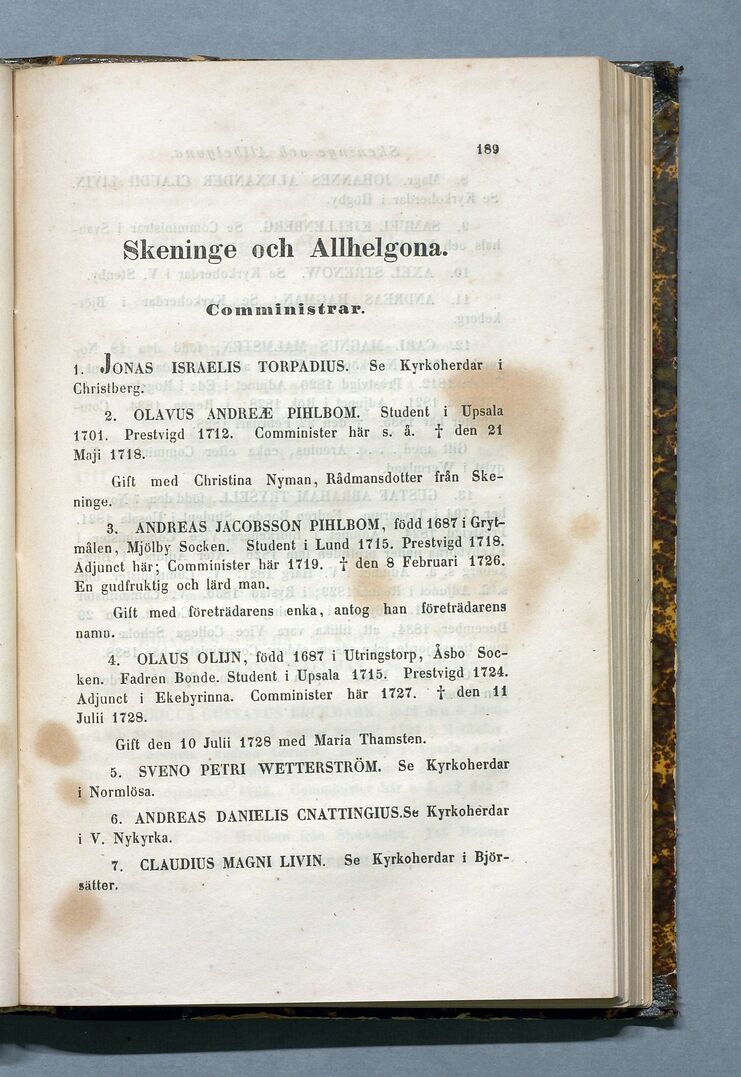 189
Skeninge och Allhelgona.
Comministrar.
1. JONAS ISRAELIS TORPADIUS. Se Kyrkoherdar i
Christberg.
2. OLAVUS ANDREÆ PIHLBOM. Student i Upsala
1701. Prestvigd 1712. Comminister här s. å. † den 21
Maji 1718.
Gift med Christina Nyman, Rådmansdotter från Ske-
ninge.
3. ANDREAS JACOBSSON PIHLBOM, född 1687 i Gryt-
målen, Mjölby Socken. Student i Lund 1715. Prestvigd 1718.
Adjunct här; Comminister här 1719. † den 8 Februari 1726.
En gudfruktig och lärd man.
Gift med företrädarens enka, antog han företrädarens
namn.
4. OLAUS OLIJN, född 1687 i Utringstorp, Åsbo Soc-
ken. Fadren Bonde. Student i Upsala 1715. Prestvigd 1724.
Adjunct i Ekebyrinna. Comminister här 1727. † den 11
Julii 1728.
Gift den 10 Julii 1728 med Maria Thamsten.
5. SVENO PETRI WETTERSTRÖM. Se Kyrkoherdar
i Normlösa.
6. ANDREAS DANIELIS CNATTINGIUS.Se Kyrkoherdar
i V. Nykyrka.
7. CLAUDIUS MAGNI LIVIN. Se Kyrkoherdar i Björ-
sätter.